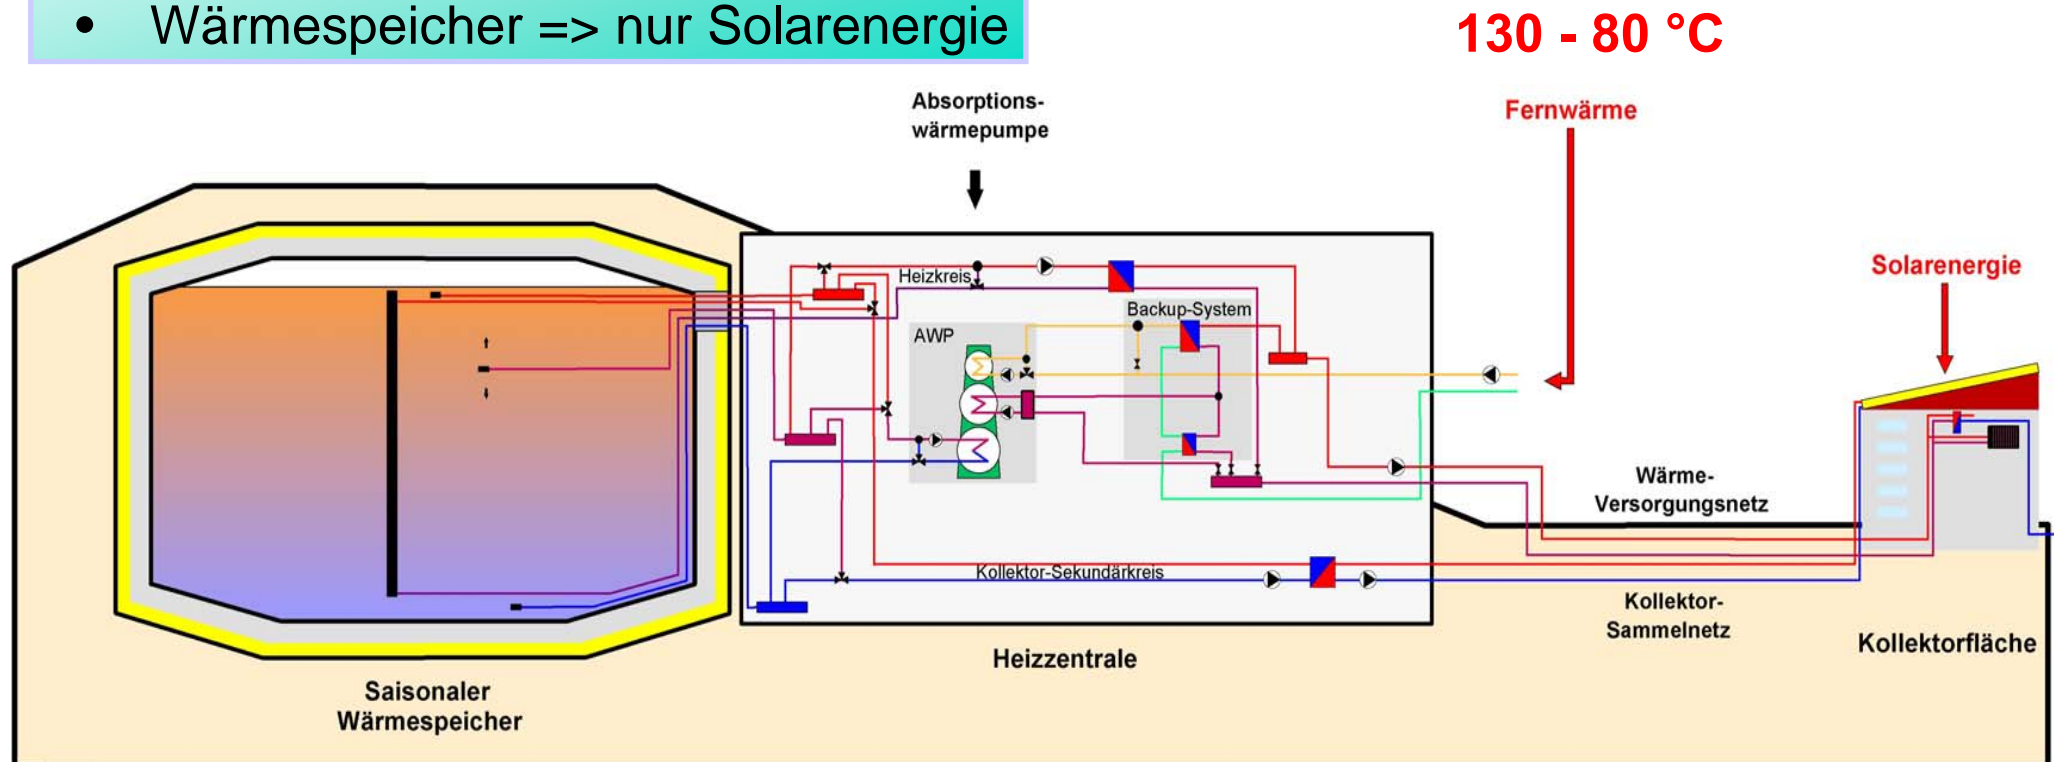 • Wärmespeicher => nur Solarenergie
130 - 80 °C
Absorptions-
wärmepumpe
Fernwärme
Solarenergie
Heizkreis
Backup-System
AWP
Wärme-
Versorgungsnetz
Kollektor-Sekundärkreis
Kollektor-
Sammelnetz
Kollektorfläche
Heizzentrale
Saisonaler
Wärmespeicher